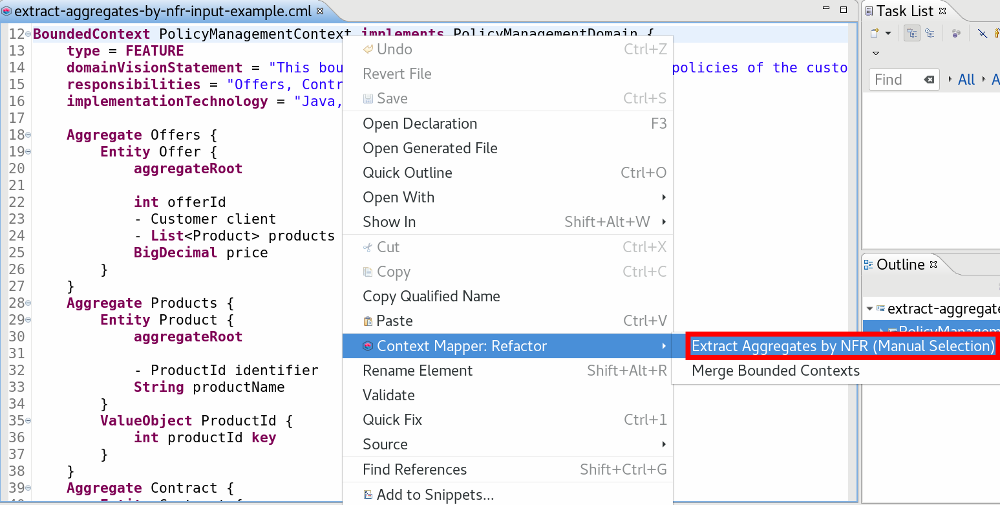 extract-aggregates-by-nfr-input-example.cml
12 BoundedContext PolicyManagementContext implements PolicyManagementDomain {
13 type = FEATURE
14 domainVisionStatement = "This bou policies of the custo
15 responsibilities = "Offers, Contr
16 implementationTechnology = "Java,
17
18 Aggregate Offers {
19 Entity Offer {
20 aggregateRoot
21
22 int offerId
23 - Customer client
24 - List<Product> products
25 BigDecimal price
26 }
27 }
28 Aggregate Products {
29 Entity Product {
30 aggregateRoot
31
32 - ProductId identifier
33 String productName
34 }
35 ValueObject ProductId {
36 int productId key
37 }
38 }
39 Aggregate Contract {
Undo Ctrl+Z
Revert File
Save Ctrl+S
Open Declaration F3
Open Generated File
Quick Outline Ctrl+O
Open With
Show In Shift+Alt+W
Cut Ctrl+X
Copy Ctrl+C
Copy Qualified Name
Paste Ctrl+V
Context Mapper: Refactor
Rename Element Shift+Alt+R
Validate
Quick Fix Ctrl+1
Source
Find References Shift+Ctrl+G
Add to Snippets...
Extract Aggregates by NFR (Manual Selection)
Merge Bounded Contexts
Task List
Find All A
Outline
extract-aggregate
PolicyManagem